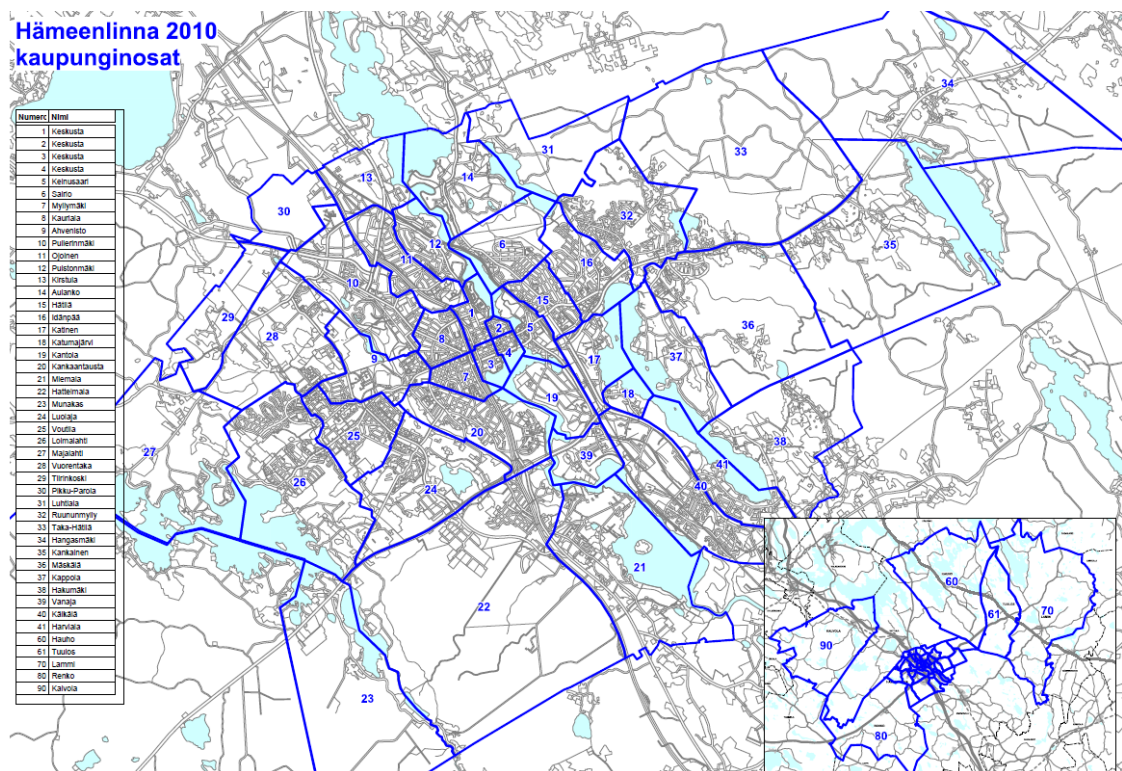 Hämeenlinna 2010
kaupunginosat
Numerc Nimi
1 Keskusta
2 Keskusta
3 Keskusta
4 Keskusta
5 Keinusaari
6 Sairio
7 Myllymäki
8 Kauriala
9 Ahvenisto
10 Pullerinmäki
11 Ojoinen
12 Puistonmäki
13 Kirstula
14 Aulanko
15 Hätilä
16 Idänpää
17 Katinen
18 Katumajärvi
19 Kantola
20 Kankaantausta
21 Miemala
22 Hattelmala
23 Munakas
24 Luolaja
25 Voutila
26 Loimalahti
27 Majalahti
28 Vuorentaka
29 Tiirinkoski
30 Pikku-Parola
31 Luhtiala
32 Ruununmylly
33 Taka-Hätilä
34 Hangasmäki
35 Kankainen
36 Mäskälä
37 Kappola
38 Hakumäki
39 Vanaja
40 Käikälä
41 Harviala
60 Hauho
61 Tuulos
70 Lammi
80 Renko
90 Kalvola
34
31
33
14
13
30
32
12
6
35
11
16
10
15
29
28
1
2
5
36
8
4
17
37
9
3
7
18
19
20
25
38
27
39
41
26
24
40
21
22
23
60
61
70
90
80